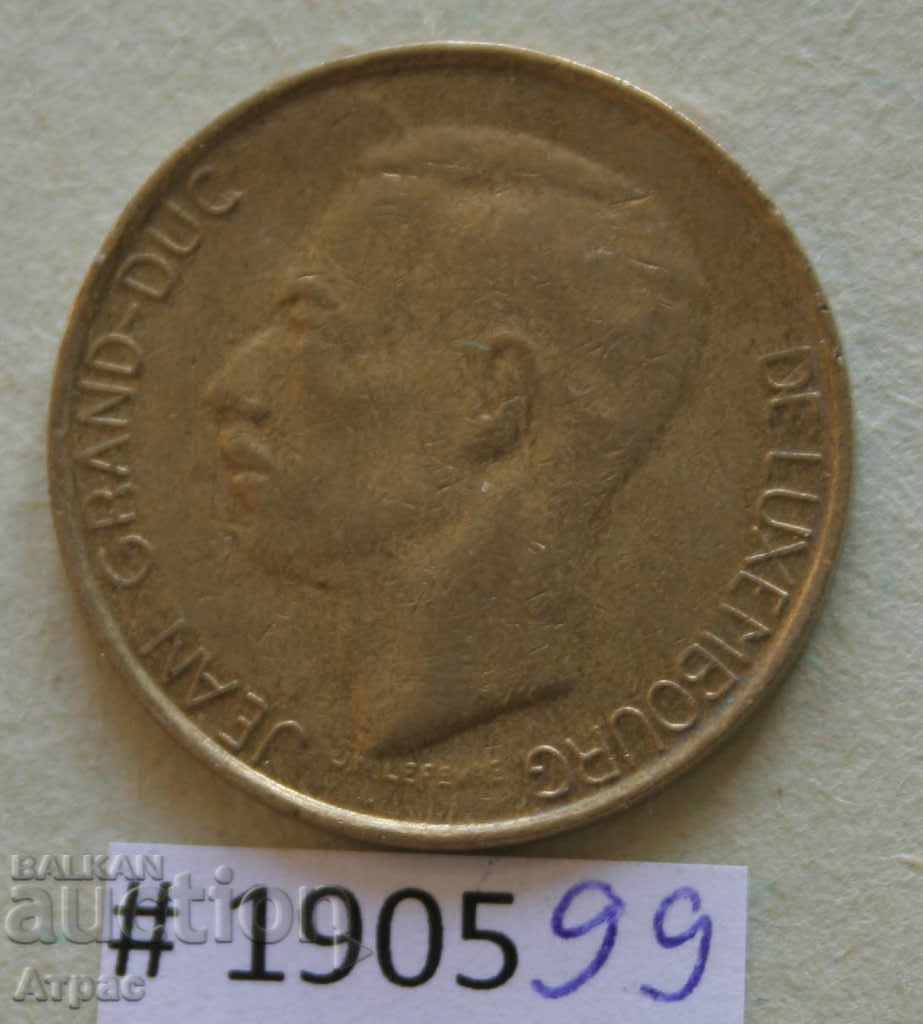 JEAN · GRAND-DUC
DE LUXEMBOURG
J.N. LEFEVRE
BALKAN
auction
Атрас
# 190599